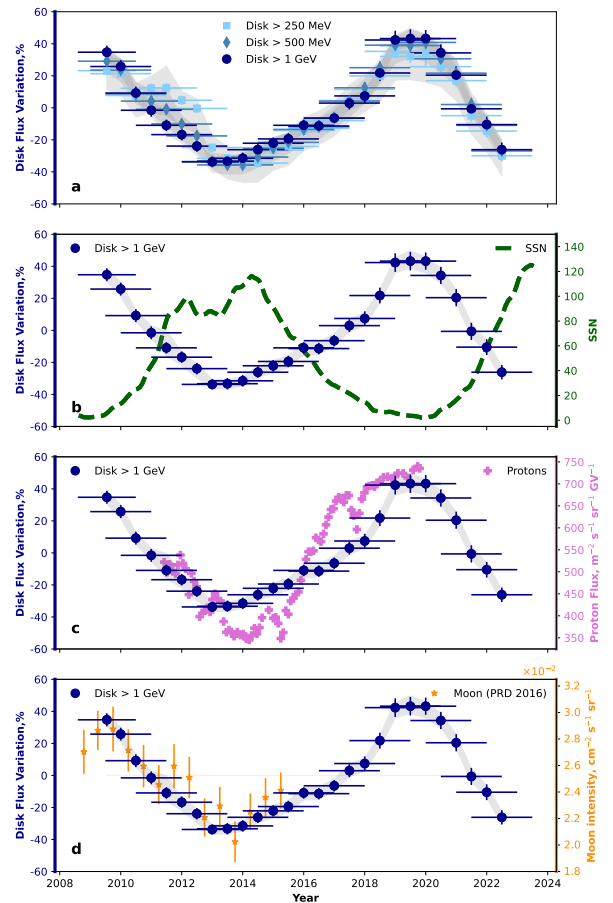 60
40
20
0
-20
-40
-60
Disk Flux Variation,%
Disk > 250 MeV
Disk > 500 MeV
Disk > 1 GeV
a
60
40
20
0
-20
-40
-60
Disk Flux Variation,%
Disk > 1 GeV
SSN
b
140
120
100
80
60
40
20
0
SSN
60
40
20
0
-20
-40
-60
Disk Flux Variation,%
Disk > 1 GeV
Protons
c
750
700
650
600
550
500
450
400
350
Proton Flux, m⁻² s⁻¹ sr⁻¹ GV⁻¹
60
40
20
0
-20
-40
-60
Disk Flux Variation,%
Disk > 1 GeV
Moon (PRD 2016)
d
×10⁻²
3.2
3.0
2.8
2.6
2.4
2.2
2.0
1.8
Moon intensity, cm⁻² s⁻¹ sr⁻¹
2008 2010 2012 2014 2016 2018 2020 2022 2024
Year